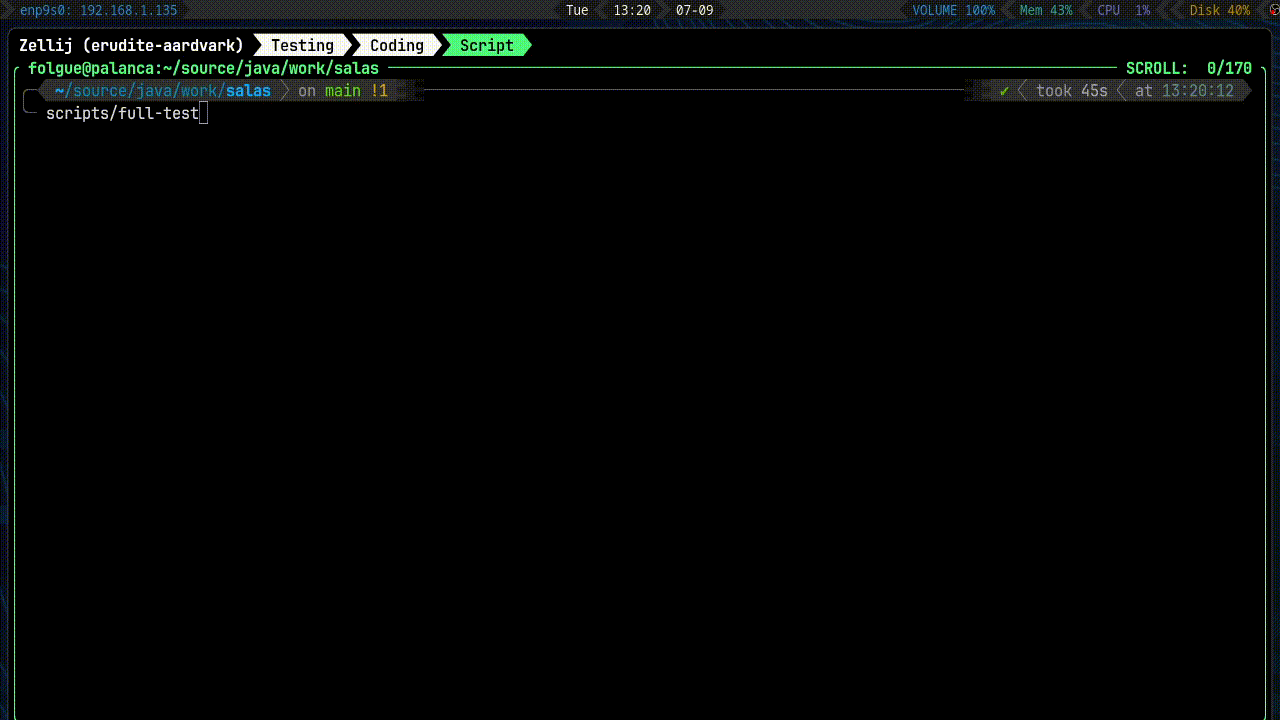 enp9s0: 192.168.1.135 Tue 13:20 07-09 VOLUME 100% Mem 43% CPU 1% Disk 40%
Zellij (erudite-aardvark) Testing Coding Script
folgue@palanca:~/source/java/work/salas SCROLL: 0/170
~/source/java/work/salas on main !1 ✔ took 45s at 13:20:12
scripts/full-test